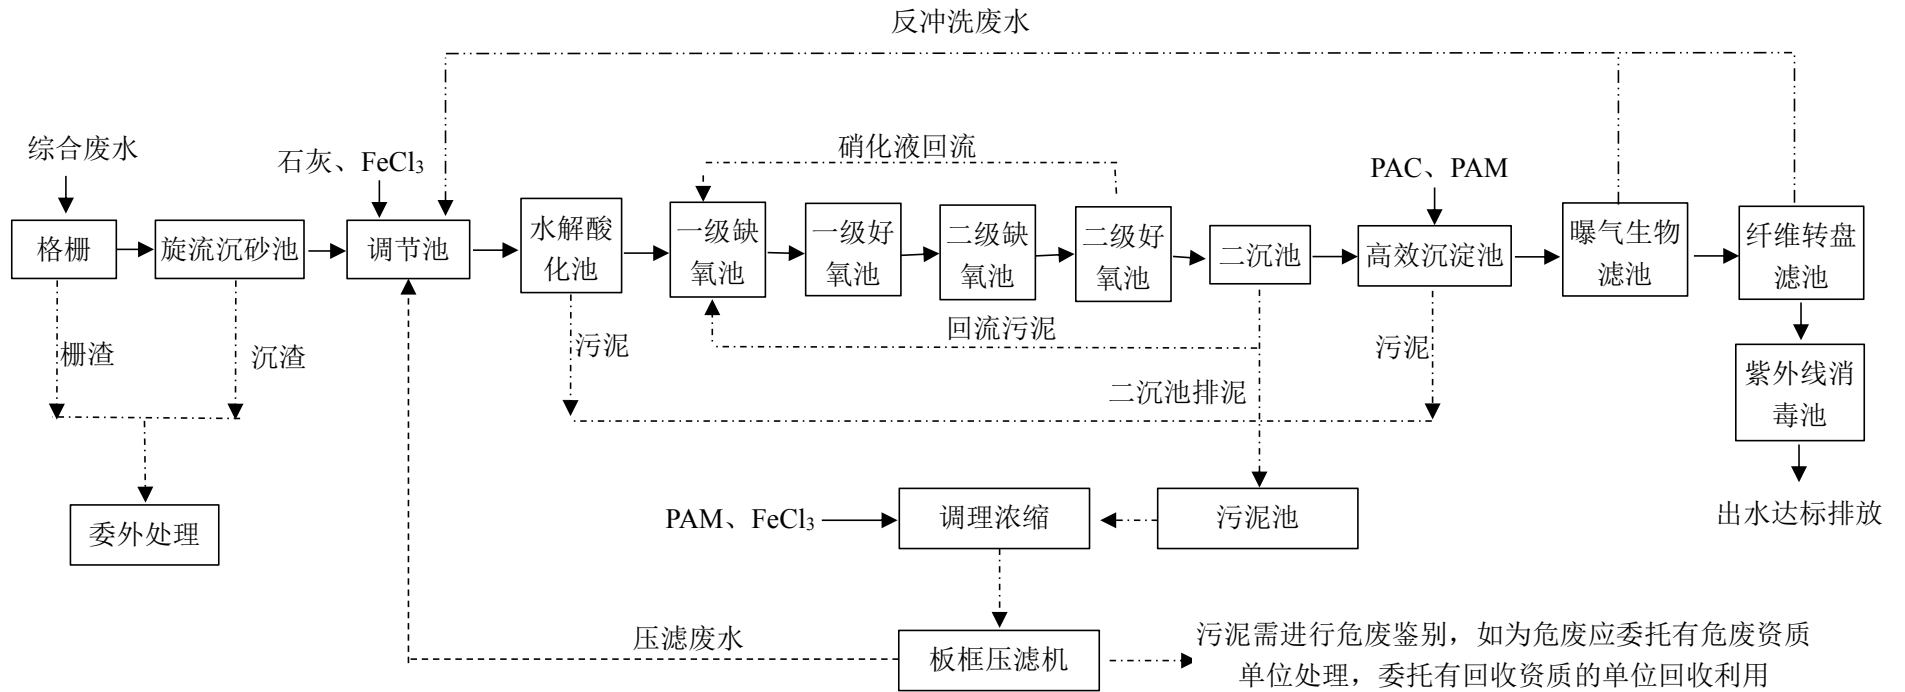 反冲洗废水
综合废水
石灰、FeCl₃
硝化液回流
PAC、PAM
格栅
旋流沉砂池
调节池
水解酸
化池
一级缺
氧池
一级好
氧池
二级缺
氧池
二级好
氧池
二沉池
高效沉淀池
曝气生物
滤池
纤维转盘
滤池
栅渣
沉渣
污泥
回流污泥
污泥
二沉池排泥
紫外线消
毒池
委外处理
PAM、FeCl₃
调理浓缩
污泥池
出水达标排放
压滤废水
板框压滤机
污泥需进行危废鉴别，如为危废应委托有危废资质
单位处理，委托有回收资质的单位回收利用